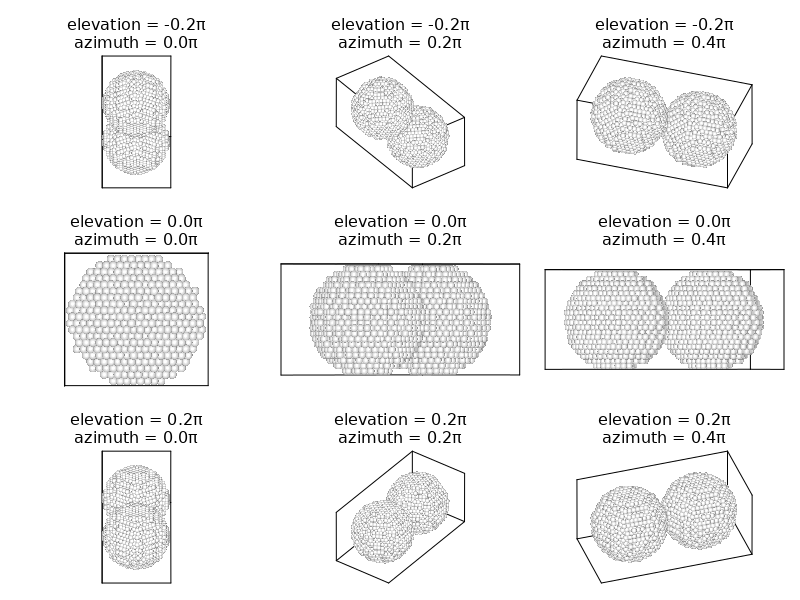 elevation = -0.2π
azimuth = 0.0π
elevation = -0.2π
azimuth = 0.2π
elevation = -0.2π
azimuth = 0.4π
elevation = 0.0π
azimuth = 0.0π
elevation = 0.0π
azimuth = 0.2π
elevation = 0.0π
azimuth = 0.4π
elevation = 0.2π
azimuth = 0.0π
elevation = 0.2π
azimuth = 0.2π
elevation = 0.2π
azimuth = 0.4π